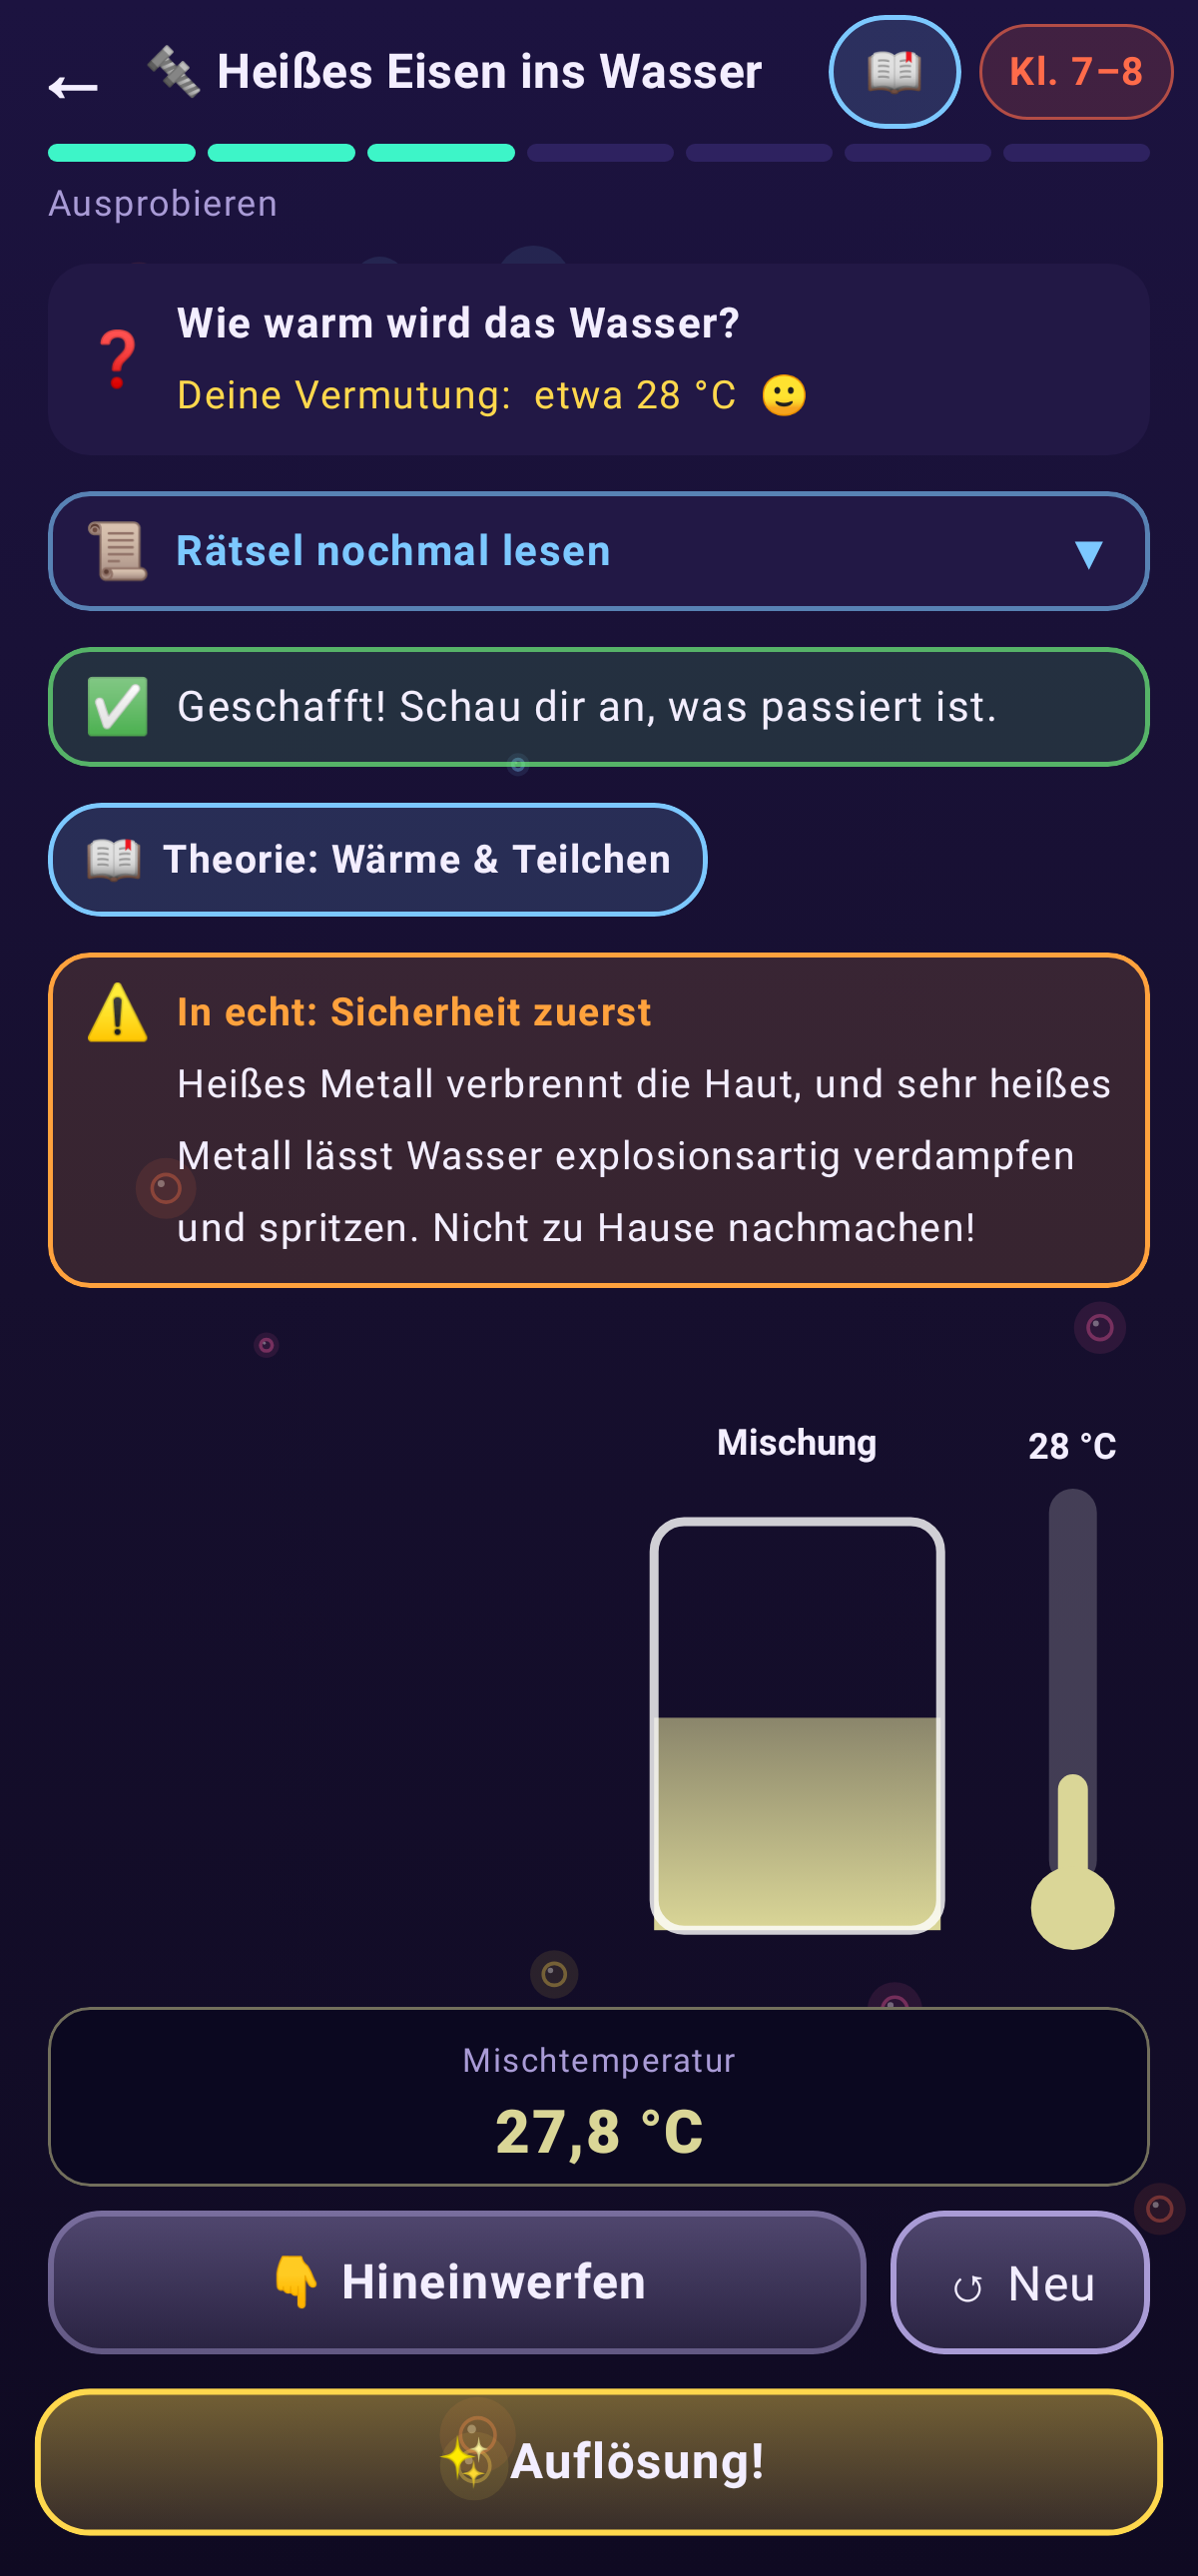 ← Heißes Eisen ins Wasser Kl. 7–8
Ausprobieren
❓ Wie warm wird das Wasser?
Deine Vermutung: etwa 28 °C 🙂
Rätsel nochmal lesen ▼
✅ Geschafft! Schau dir an, was passiert ist.
Theorie: Wärme & Teilchen
⚠️ In echt: Sicherheit zuerst
Heißes Metall verbrennt die Haut, und sehr heißes
Metall lässt Wasser explosionsartig verdampfen
und spritzen. Nicht zu Hause nachmachen!
Mischung 28 °C
Mischtemperatur
27,8 °C
👇 Hineinwerfen ↺ Neu
✨ Auflösung!